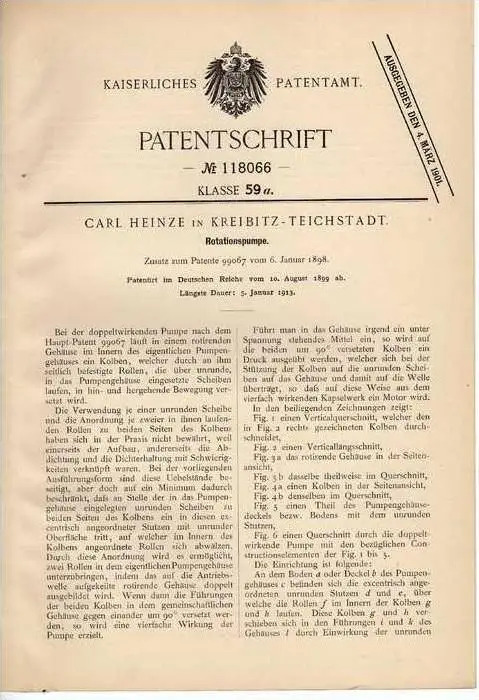 KAISERLICHES PATENTAMT.
AUSGEGEBEN DEN 4. MÄRZ 1901.
PATENTSCHRIFT
— № 118066 —
KLASSE 59 a.
CARL HEINZE IN KREIBITZ-TEICHSTADT.
Rotationspumpe.
Zusatz zum Patente 99067 vom 6. Januar 1898.
Patentirt im Deutschen Reiche vom 10. August 1899 ab.
Längste Dauer: 5. Januar 1913.
Bei der doppeltwirkenden Pumpe nach dem
Haupt-Patent 99067 läuft in einem rotirenden
Gehäuse im Innern des eigentlichen Pumpen-
gehäuses ein Kolben, welcher durch an ihm
seitlich befestigte Rollen, die über unrunde,
in das Pumpengehäuse eingesetzte Scheiben
laufen, in hin- und hergehende Bewegung ver-
setzt wird.
Die Verwendung je einer unrunden Scheibe
und die Anordnung je zweier in ihnen laufen-
den Rollen zu beiden Seiten des Kolbens
haben sich in der Praxis nicht bewährt, weil
einerseits der Aufbau, andererseits die Ab-
dichtung und die Dichterhaltung mit Schwierig-
keiten verknüpft waren. Bei der vorliegenden
Ausführungsform sind diese Uebelstände be-
seitigt, aber doch auf ein Minimum dadurch
beschränkt, daß an Stelle der in das Pumpen-
gehäuse eingelegten unrunden Scheiben zu
beiden Seiten des Kolbens ein in diesen ex-
centrisch angeordneter Stutzen mit unrunder
Oberfläche tritt, auf welcher im Innern des
Kolbens angeordnete Rollen sich abwälzen.
Durch diese Anordnung wird es ermöglicht,
zwei Rollen in dem eigentlichen Pumpengehäuse
unterzubringen, indem das auf die Antriebs-
welle aufgekeilte rotirende Gehäuse doppelt
ausgebildet wird. Wenn dann die Führungen
der beiden Kolben in dem gemeinschaftlichen
Gehäuse gegen einander um 90° versetzt wer-
den, so wird eine vierfache Wirkung der
Pumpe erzielt.
Führt man in das Gehäuse irgend ein unter
Spannung stehendes Mittel ein, so wird auf
die beiden um 90° versetzten Kolben ein
Druck ausgeübt werden, welcher sich bei der
Stützung der Kolben auf die unrunden Schei-
ben auf das Gehäuse und damit auf die Welle
überträgt, so daß auf diese Weise aus dem
vierfach wirkenden Kapselwerk ein Motor wird.
In den beiliegenden Zeichnungen zeigt:
Fig. 1 einen Verticalquerschnitt, welcher den
in Fig. 2 rechts gezeichneten Kolben durch-
schneidet,
Fig. 2 einen Verticallängsschnitt,
Fig. 3a das rotirende Gehäuse in der Seiten-
ansicht,
Fig. 3b dasselbe theilweise im Querschnitt,
Fig. 4a einen Kolben in der Seitenansicht,
Fig. 4b denselben im Querschnitt,
Fig. 5 einen Theil des Pumpengehäuse-
deckels bezw. Bodens mit dem unrunden
Stutzen,
Fig. 6 einen Querschnitt durch die doppelt-
wirkende Pumpe mit den bezüglichen Con-
structionselementen der Fig. 1 bis 5.
Die Einrichtung ist folgende:
An dem Boden a oder Deckel b des Pumpen-
gehäuses c befinden sich die excentrisch ange-
ordneten unrunden Stutzen d und e, über
welche die Rollen f im Innern der Kolben g
und h laufen. Diese Kolben g und h ver-
schieben sich in den Führungen i und k des
Gehäuses l durch Einwirkung der unrunden